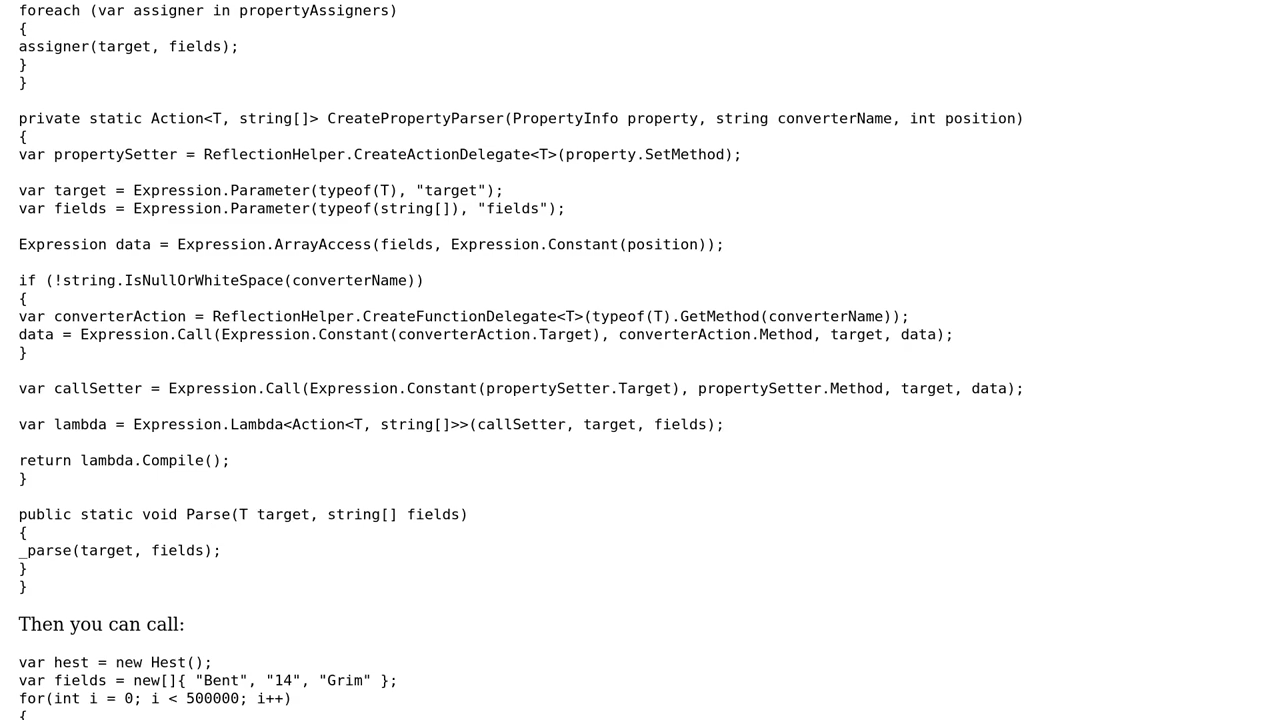 foreach (var assigner in propertyAssigners)
{
assigner(target, fields);
}
}
private static Action<T, string[]> CreatePropertyParser(PropertyInfo property, string converterName, int position)
{
var propertySetter = ReflectionHelper.CreateActionDelegate<T>(property.SetMethod);
var target = Expression.Parameter(typeof(T), "target");
var fields = Expression.Parameter(typeof(string[]), "fields");
Expression data = Expression.ArrayAccess(fields, Expression.Constant(position));
if (!string.IsNullOrWhiteSpace(converterName))
{
var converterAction = ReflectionHelper.CreateFunctionDelegate<T>(typeof(T).GetMethod(converterName));
data = Expression.Call(Expression.Constant(converterAction.Target), converterAction.Method, target, data);
}
var callSetter = Expression.Call(Expression.Constant(propertySetter.Target), propertySetter.Method, target, data);
var lambda = Expression.Lambda<Action<T, string[]>>(callSetter, target, fields);
return lambda.Compile();
}
public static void Parse(T target, string[] fields)
{
_parse(target, fields);
}
}
Then you can call:
var hest = new Hest();
var fields = new[]{ "Bent", "14", "Grim" };
for(int i = 0; i < 500000; i++)
{